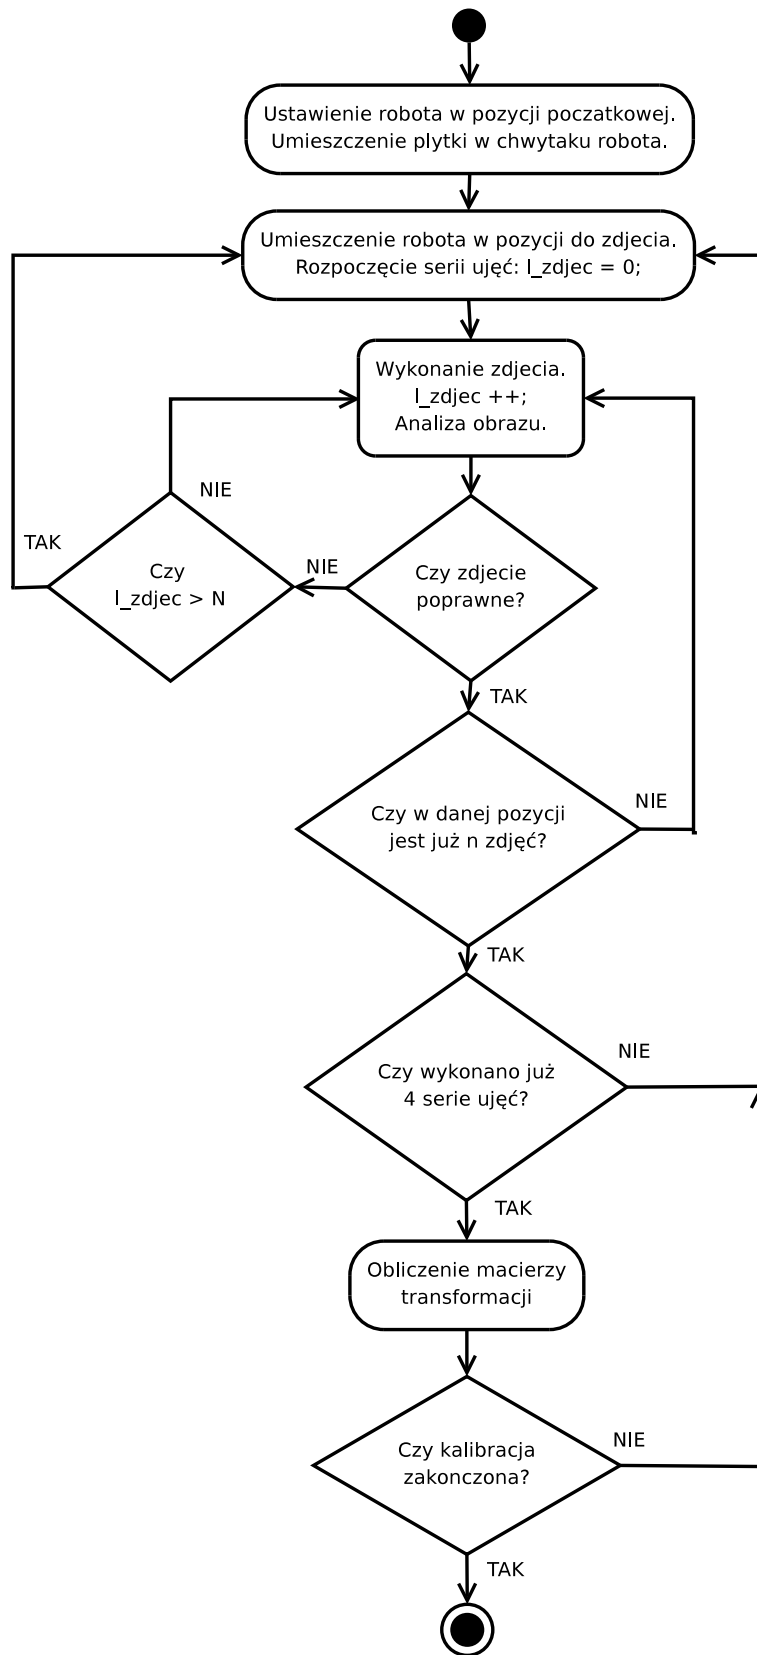 Ustawienie robota w pozycji poczatkowej.
Umieszczenie plytki w chwytaku robota.
Umieszczenie robota w pozycji do zdjecia.
Rozpoczęcie serii ujęć: l_zdjec = 0;
Wykonanie zdjecia.
l_zdjec ++;
Analiza obrazu.
NIE
TAK
Czy
l_zdjec > N
NIE
Czy zdjecie
poprawne?
TAK
Czy w danej pozycji
jest już n zdjęć?
NIE
TAK
Czy wykonano już
4 serie ujęć?
NIE
TAK
Obliczenie macierzy
transformacji
Czy kalibracja
zakonczona?
NIE
TAK